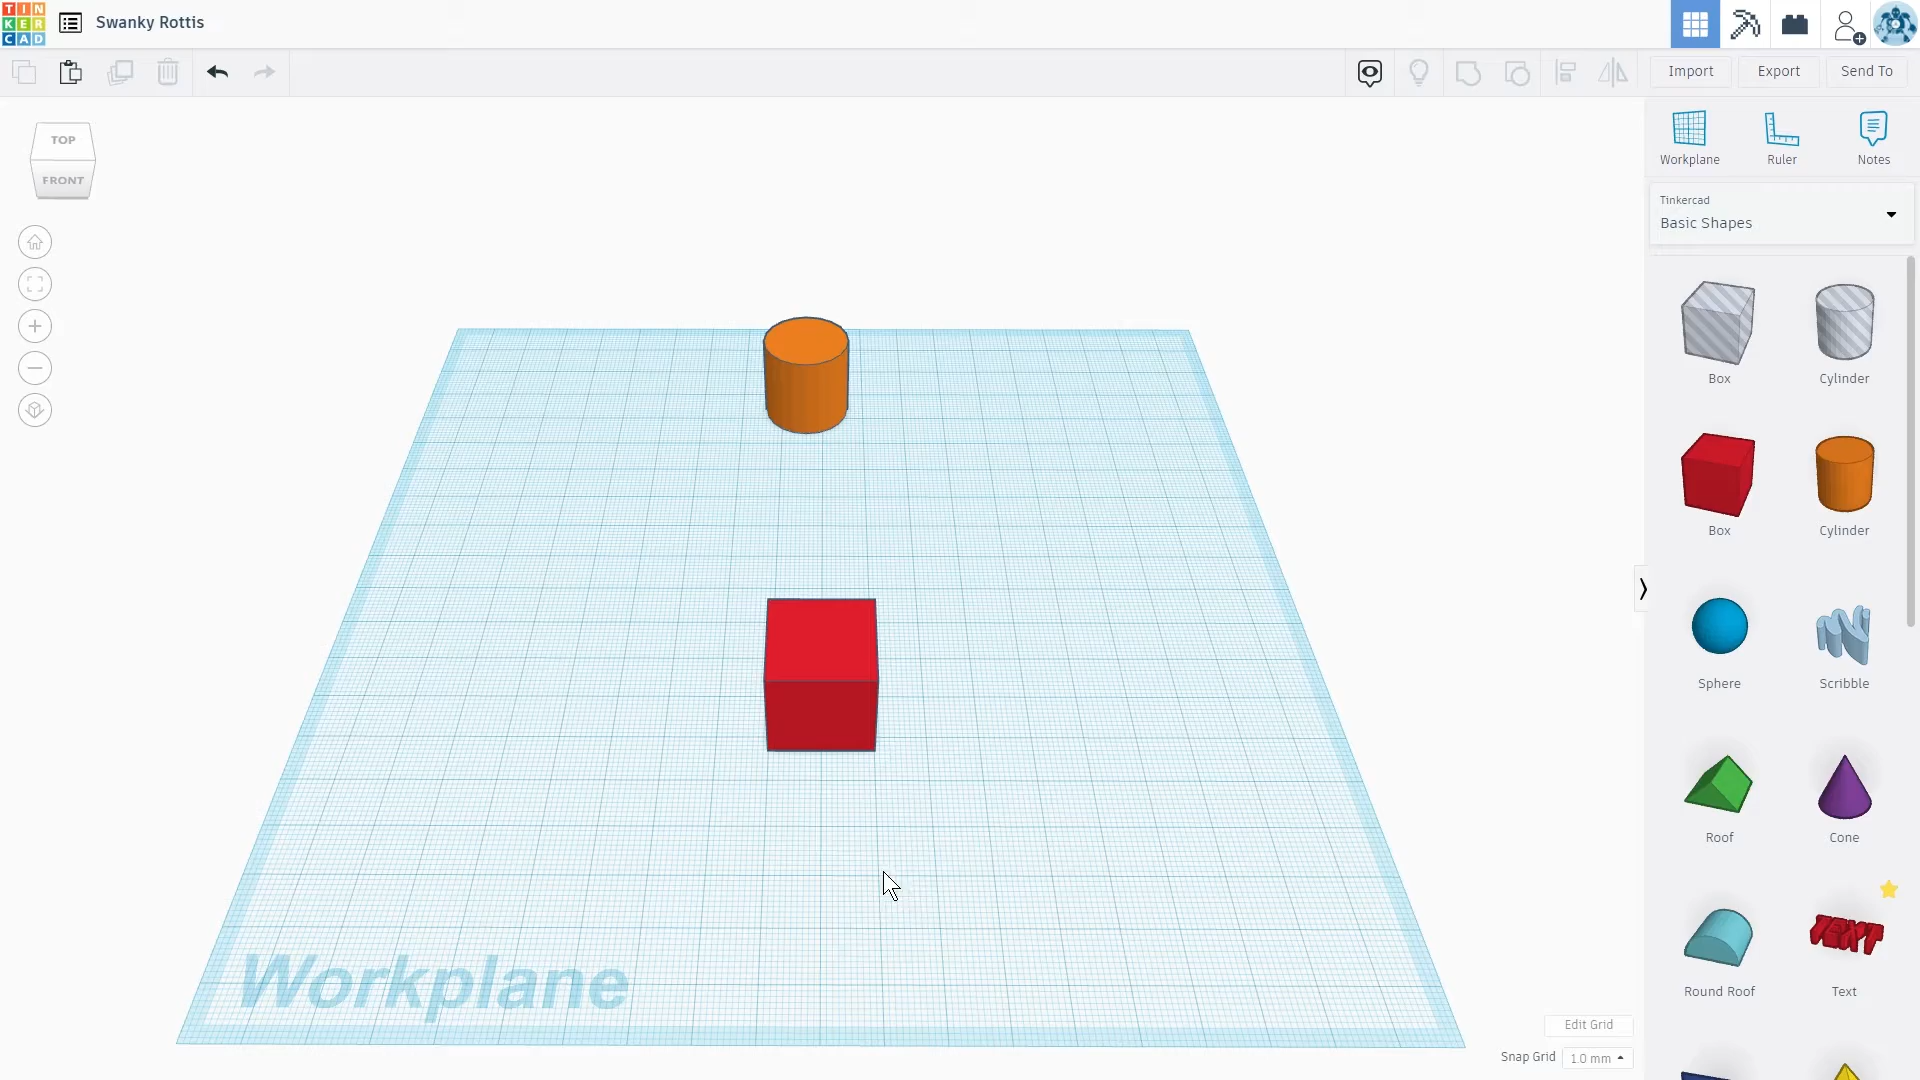 TIN
KER
CAD
Swanky Rottis
Import
Export
Send To
TOP
FRONT
Workplane
Ruler
Notes
Tinkercad
Basic Shapes
Box
Cylinder
Box
Cylinder
Sphere
Scribble
Roof
Cone
TEXT
Round Roof
Text
Workplane
Edit Grid
Snap Grid
1.0 mm